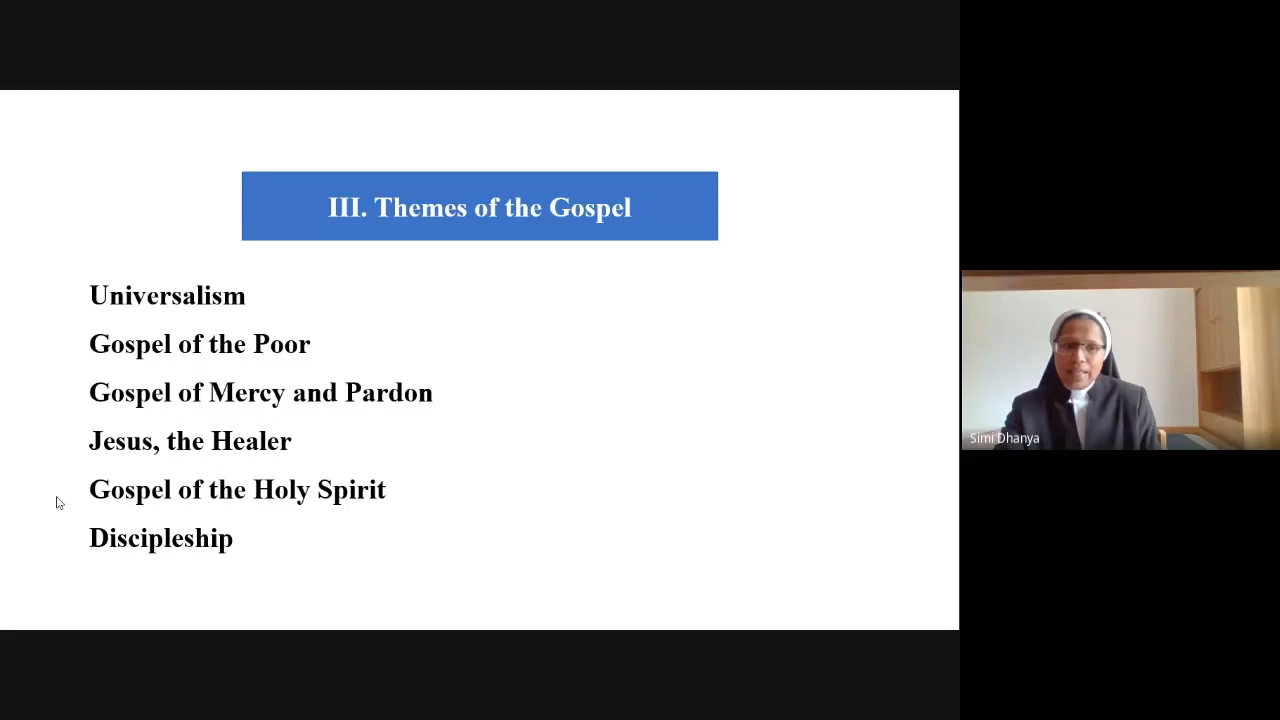 III. Themes of the Gospel
Universalism
Gospel of the Poor
Gospel of Mercy and Pardon
Jesus, the Healer
Gospel of the Holy Spirit
Discipleship
Simi Dhanya